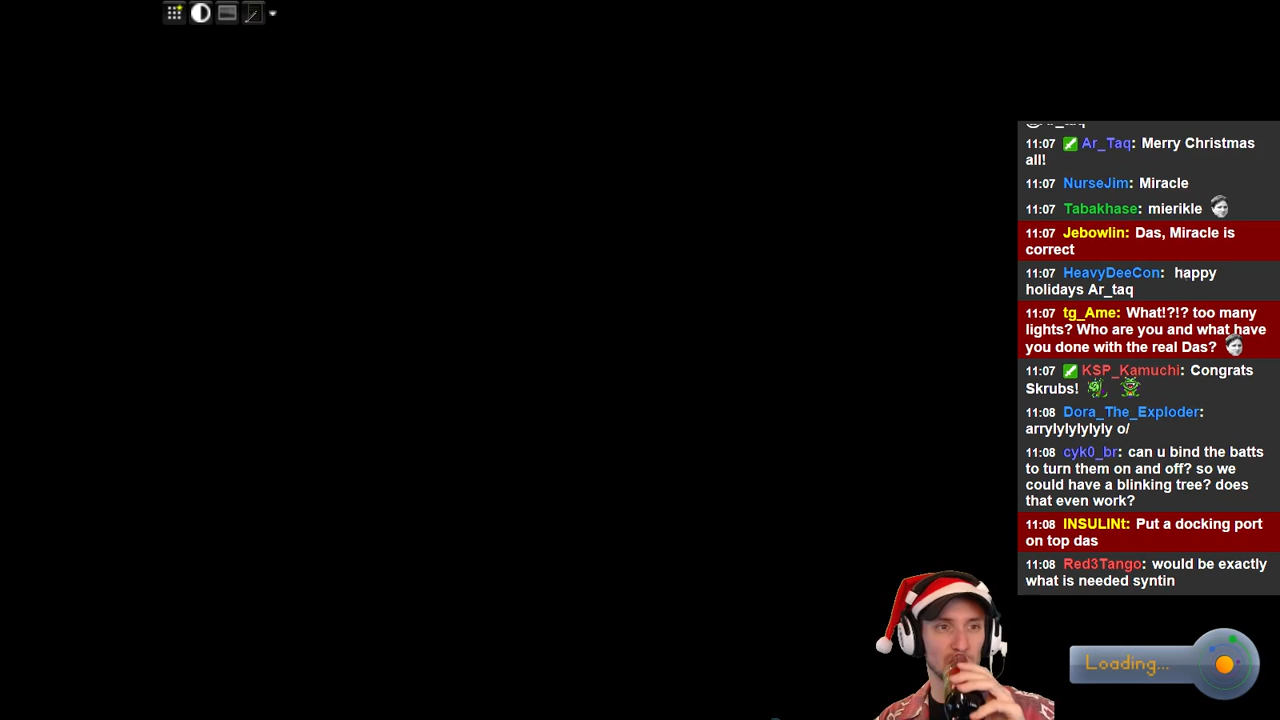 11:07 Ar_Taq: Merry Christmas
all!
11:07 NurseJim: Miracle
11:07 Tabakhase: mierikle
11:07 Jebowlin: Das, Miracle is
correct
11:07 HeavyDeeCon: happy
holidays Ar_taq
11:07 tg_Ame: What!?!? too many
lights? Who are you and what have
you done with the real Das?
11:07 KSP_Kamuchi: Congrats
Skrubs!
11:08 Dora_The_Exploder:
arrylylylylyly o/
11:08 cyk0_br: can u bind the batts
to turn them on and off? so we
could have a blinking tree? does
that even work?
11:08 INSULINt: Put a docking port
on top das
11:08 Red3Tango: would be exactly
what is needed syntin
Loading...